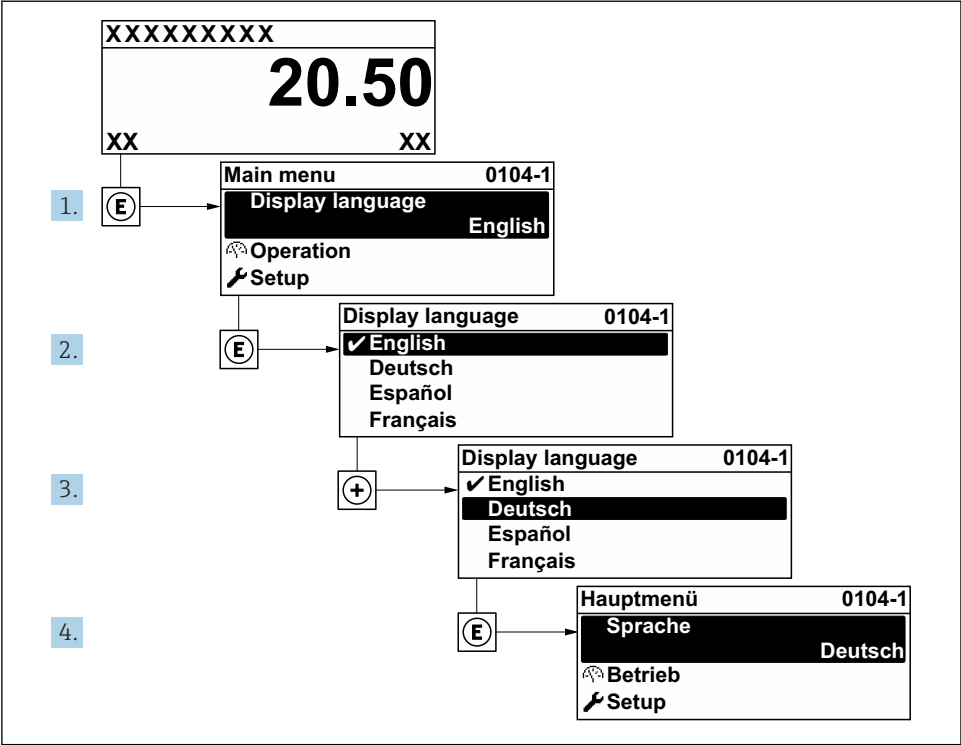 XXXXXXXXX
20.50
XX XX
1. E
Main menu 0104-1
Display language
English
Operation
Setup
2. E
Display language 0104-1
✔English
Deutsch
Español
Français
3. +
Display language 0104-1
✔English
Deutsch
Español
Français
4. E
Hauptmenü 0104-1
Sprache
Deutsch
Betrieb
Setup